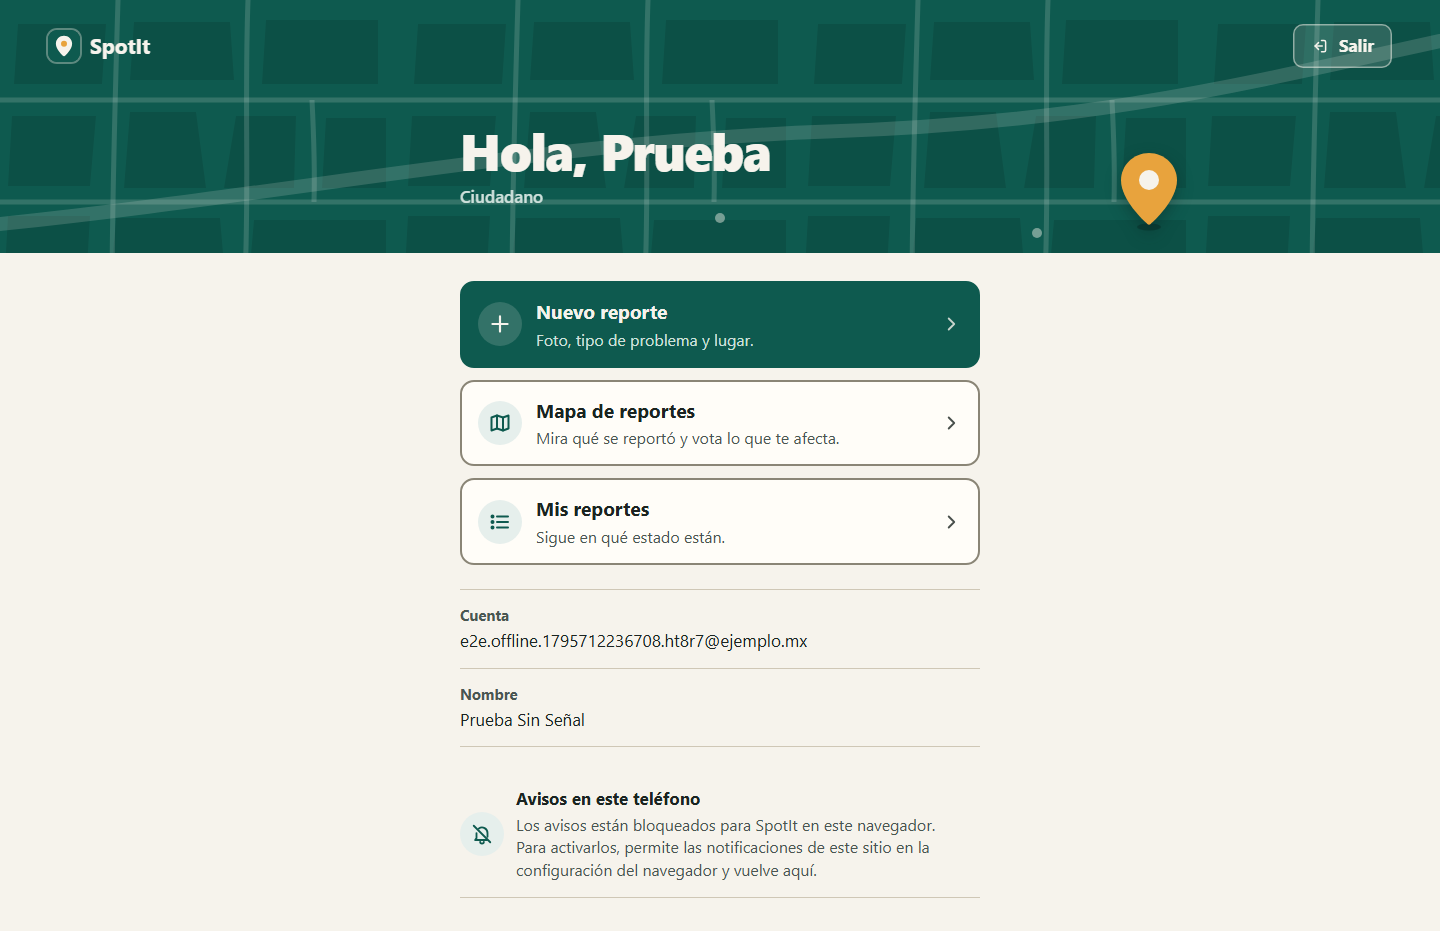 SpotIt
Salir
Hola, Prueba
Ciudadano
Nuevo reporte
Foto, tipo de problema y lugar.
Mapa de reportes
Mira qué se reportó y vota lo que te afecta.
Mis reportes
Sigue en qué estado están.
Cuenta
e2e.offline.1795712236708.ht8r7@ejemplo.mx
Nombre
Prueba Sin Señal
Avisos en este teléfono
Los avisos están bloqueados para SpotIt en este navegador.
Para activarlos, permite las notificaciones de este sitio en la
configuración del navegador y vuelve aquí.